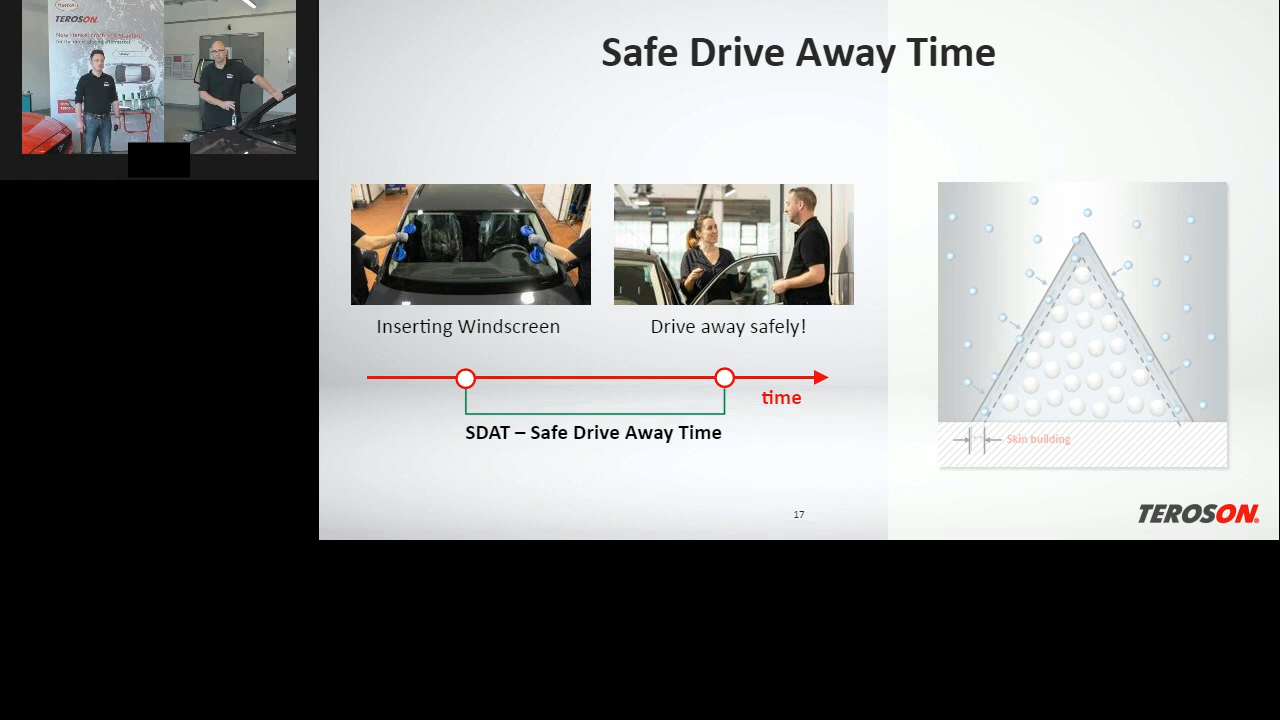 Henkel
TEROSON.
Safe Drive Away Time
Inserting Windscreen
Drive away safely!
time
SDAT – Safe Drive Away Time
Skin building
17
TEROSON.